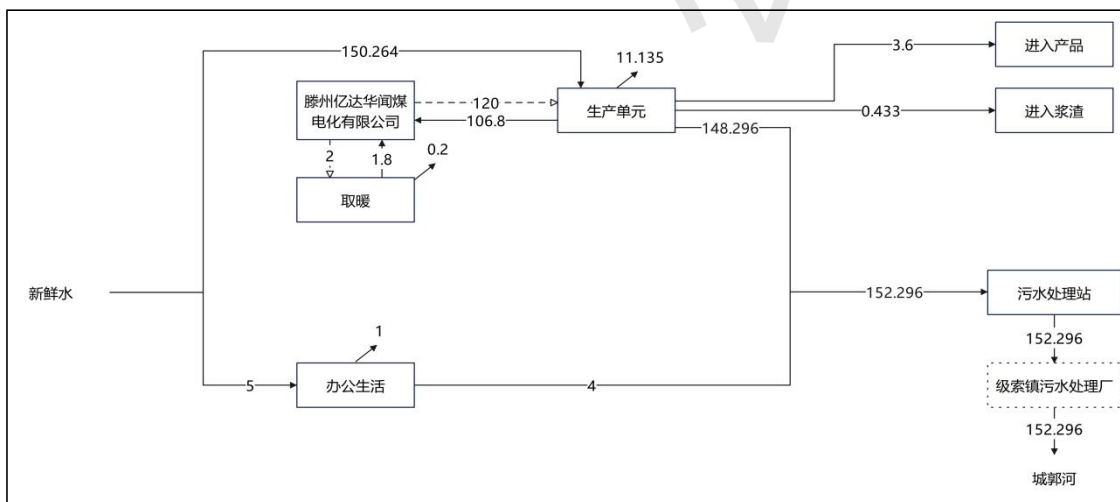 150.264
3.6
进入产品
11.135
滕州亿达华闻煤
电化有限公司
120
生产单元
0.433
进入浆渣
106.8
148.296
2
1.8
0.2
取暖
新鲜水
152.296
污水处理站
1
152.296
5
办公生活
4
级索镇污水处理厂
152.296
城郭河